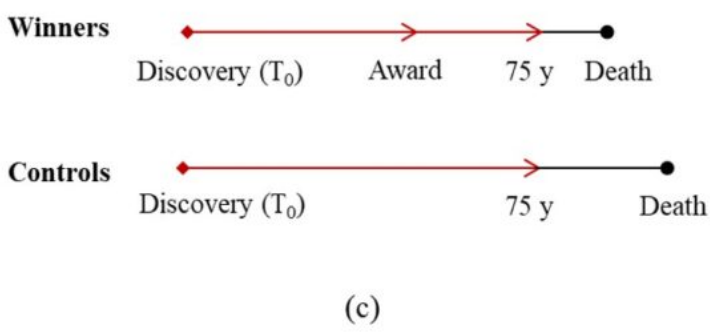 Winners
Discovery (T₀) Award 75 y Death
Controls
Discovery (T₀) 75 y Death
(c)